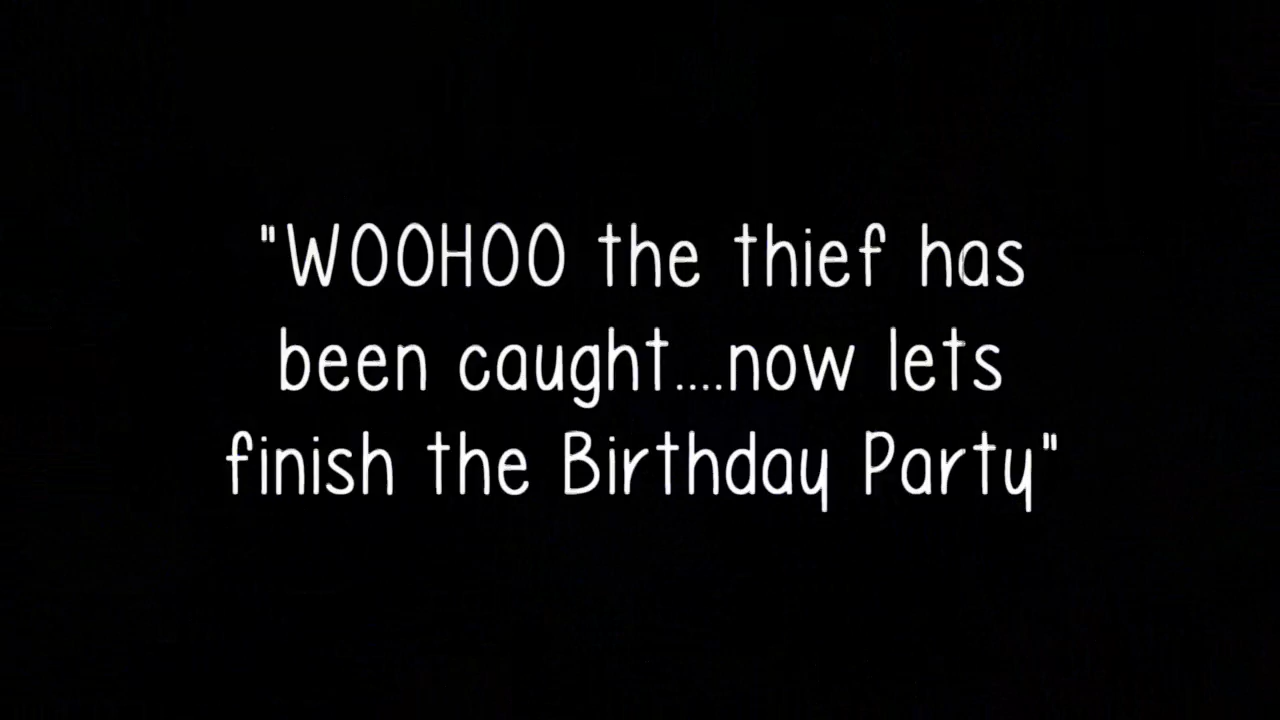 "WOOHOO the thief has
been caught....now lets
finish the Birthday Party"